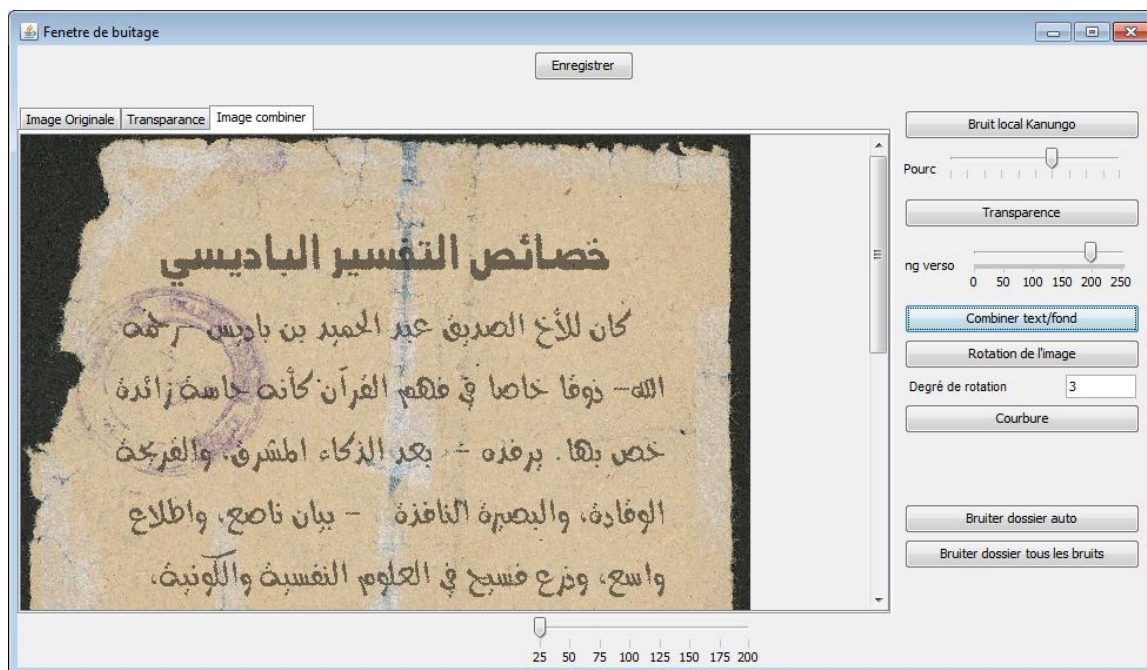 Fenetre de buitage
Enregistrer
Image Originale Transparance Image combiner
Bruit local Kanungo
Pourc
Transparence
ng verso
0 50 100 150 200 250
Combiner text/fond
Rotation de l'image
Degré de rotation 3
Courbure
Bruiter dossier auto
Bruiter dossier tous les bruits
خصائص التفسير الباديسي
كان للأخ الصديق عبد الحميد بن باديس –رحمة
الله– ذوقا خاصا في فهم القرآن كأنه حاسة زائدة
خص بها. يرفده – بعد الذكاء المشرق، والقريحة
الوقادة، والبصيرة النافذة – بيان ناصع، واطلاع
واسع، وذرع فسيح في العلوم النفسية والكونية،
25 50 75 100 125 150 175 200